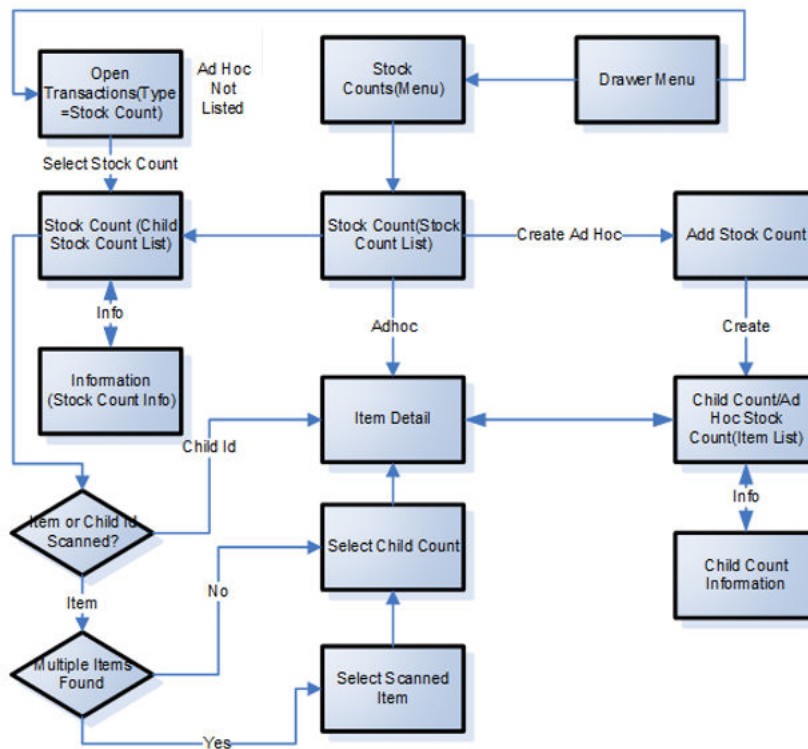 Open
Transactions(Type
=Stock Count)
Ad Hoc
Not
Listed
Stock
Counts(Menu)
Drawer Menu
Select Stock Count
Stock Count (Child
Stock Count List)
Stock Count(Stock
Count List)
Create Ad Hoc
Add Stock Count
Info
Adhoc
Create
Information
(Stock Count Info)
Item Detail
Child Count/Ad
Hoc Stock
Count(Item List)
Child Id
Info
Item or Child Id
Scanned?
Select Child Count
Child Count
Information
No
Item
Multiple Items
Found
Select Scanned
Item
Yes